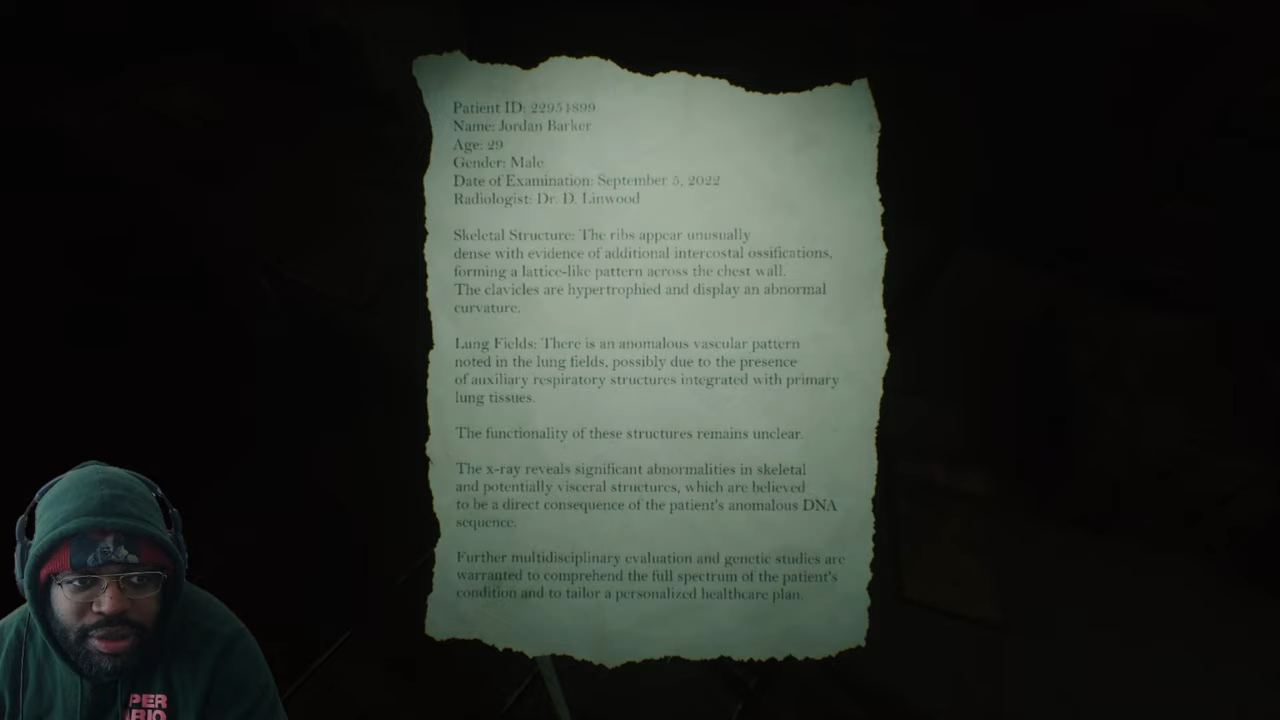 Patient ID: 22951899
Name: Jordan Barker
Age: 29
Gender: Male
Date of Examination: September 5, 2022
Radiologist: Dr. D. Linwood
Skeletal Structure: The ribs appear unusually
dense with evidence of additional intercostal ossifications,
forming a lattice-like pattern across the chest wall.
The clavicles are hypertrophied and display an abnormal
curvature.
Lung Fields: There is an anomalous vascular pattern
noted in the lung fields, possibly due to the presence
of auxiliary respiratory structures integrated with primary
lung tissues.
The functionality of these structures remains unclear.
The x-ray reveals significant abnormalities in skeletal
and potentially visceral structures, which are believed
to be a direct consequence of the patient's anomalous DNA
sequence.
Further multidisciplinary evaluation and genetic studies are
warranted to comprehend the full spectrum of the patient's
condition and to tailor a personalized healthcare plan.
PER